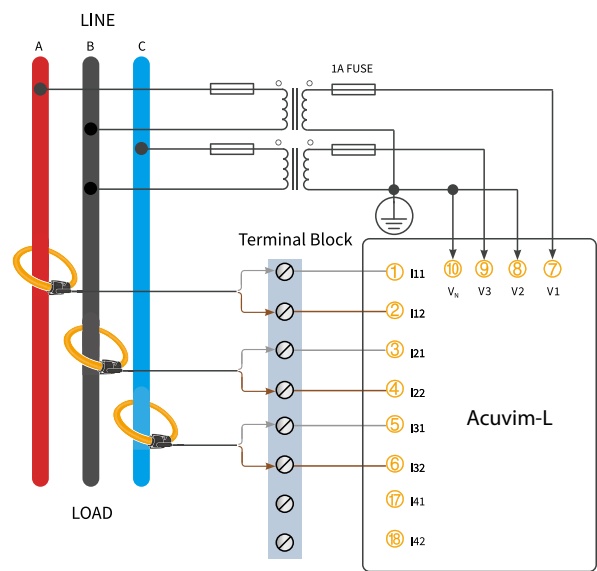 LINE
A B C
1A FUSE
Terminal Block
1 I11
10 9 8 7
VN V3 V2 V1
2 I12
3 I21
4 I22
Acuvim-L
5 I31
6 I32
17 I41
LOAD
18 I42